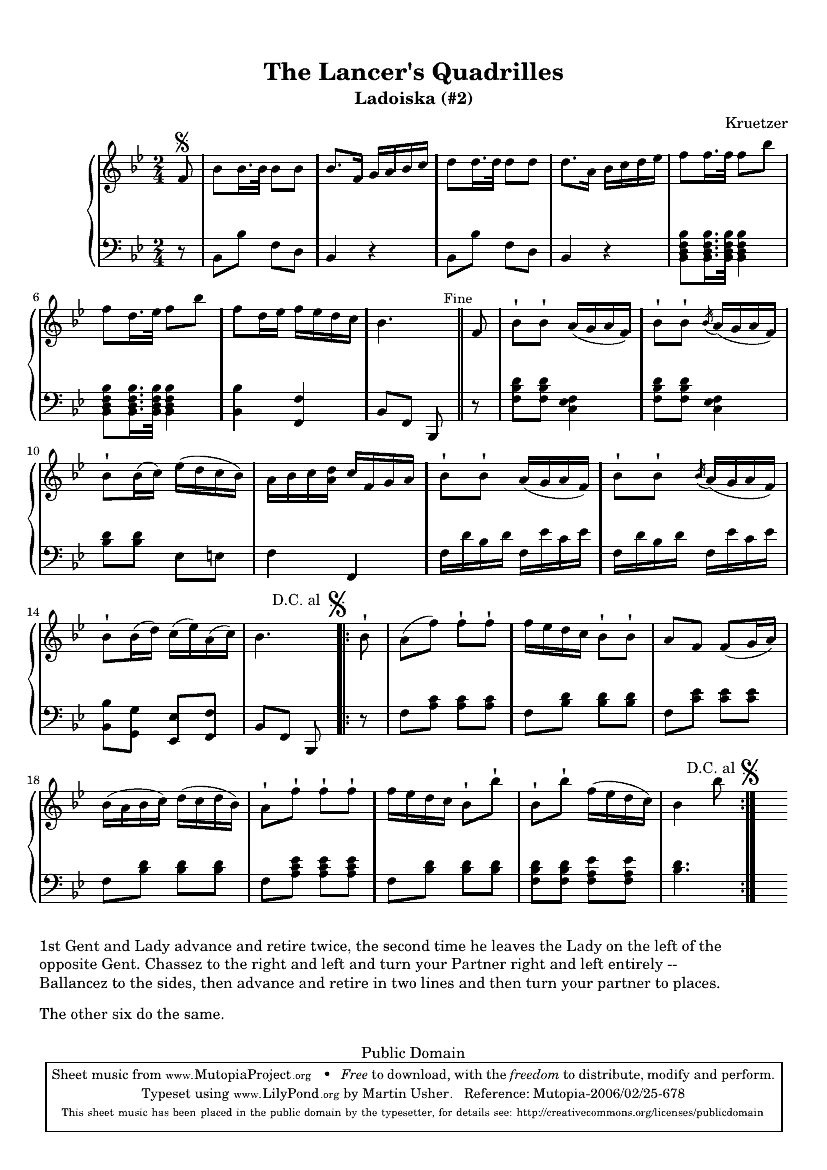 The Lancer's Quadrilles
Ladoiska (#2)
Kruetzer
6
Fine
10
14
D.C. al
18
D.C. al
1st Gent and Lady advance and retire twice, the second time he leaves the Lady on the left of the
opposite Gent. Chassez to the right and left and turn your Partner right and left entirely --
Ballancez to the sides, then advance and retire in two lines and then turn your partner to places.
The other six do the same.
Public Domain
Sheet music from www.MutopiaProject.org • Free to download, with the freedom to distribute, modify and perform.
Typeset using www.LilyPond.org by Martin Usher. Reference: Mutopia-2006/02/25-678
This sheet music has been placed in the public domain by the typesetter, for details see: http://creativecommons.org/licenses/publicdomain